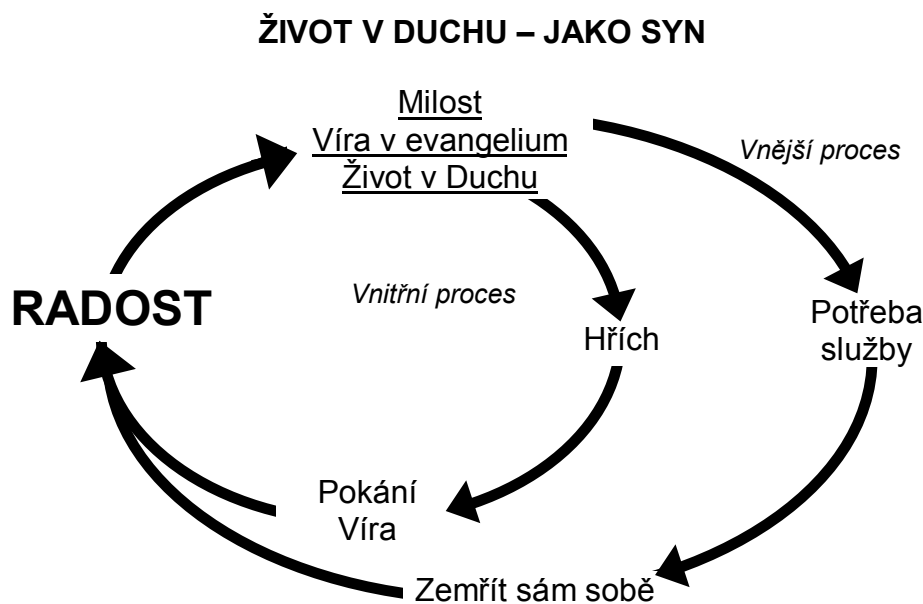 ŽIVOT V DUCHU – JAKO SYN
Milost
Víra v evangelium
Život v Duchu
Vnější proces
Vnitřní proces
RADOST
Hřích
Potřeba
služby
Pokání
Víra
Zemřít sám sobě